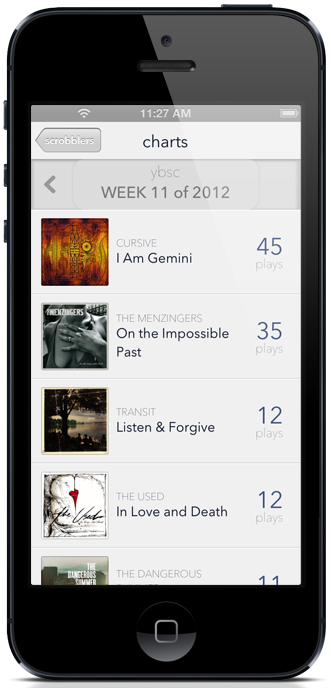 11:27 AM
scrobblers
charts
ybsc
WEEK 11 of 2012
CURSIVE
I Am Gemini
45
plays
THE MENZINGERS
THE MENZINGERS
On the Impossible
Past
35
plays
TRANSIT
Listen & Forgive
12
plays
the Used
THE USED
In Love and Death
12
plays
THE
DANGEROUS
SUMMER
THE DANGEROUS
11